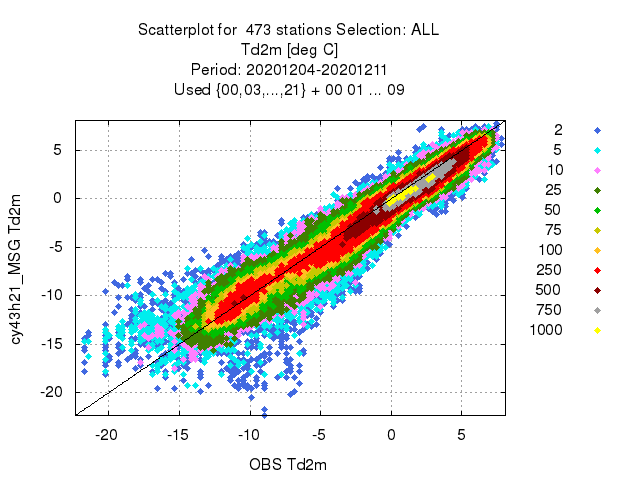 Scatterplot for  473 stations Selection: ALL
Td2m [deg C]
Period: 20201204-20201211
Used {00,03,...,21} + 00 01 ... 09
cy43h21_MSG Td2m
5
0
-5
-10
-15
-20
-20 -15 -10 -5 0 5
OBS Td2m
2
5
10
25
50
75
100
250
500
750
1000